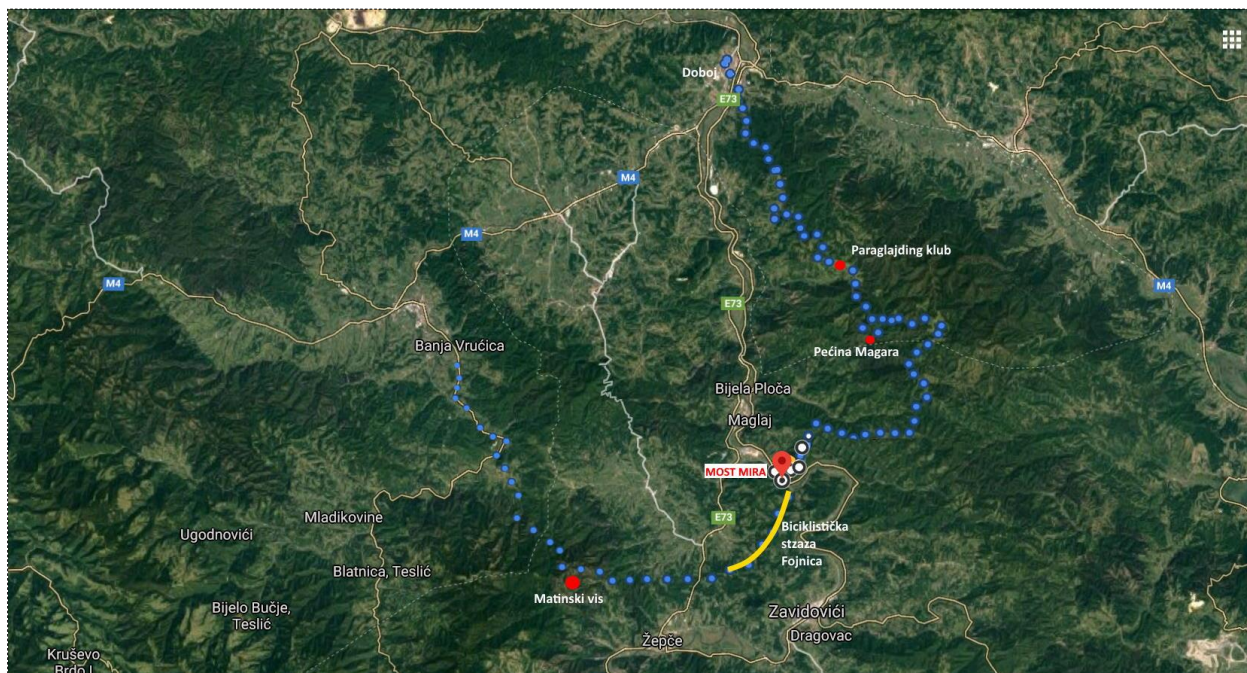 Doboj
E73
M4
M4
Paraglajding klub
M4
M4
E73
Banja Vrućica
Pećina Magara
Bijela Ploča
Maglaj
MOST MIRA
E73
Mladikovine
Biciklistička
stzaza
Fojnica
Ugodnovići
Blatnica, Teslić
Matinski vis
Bijelo Bučje,
Teslić
Zavidovići
Dragovac
Žepče
Kruševo
Brdo I